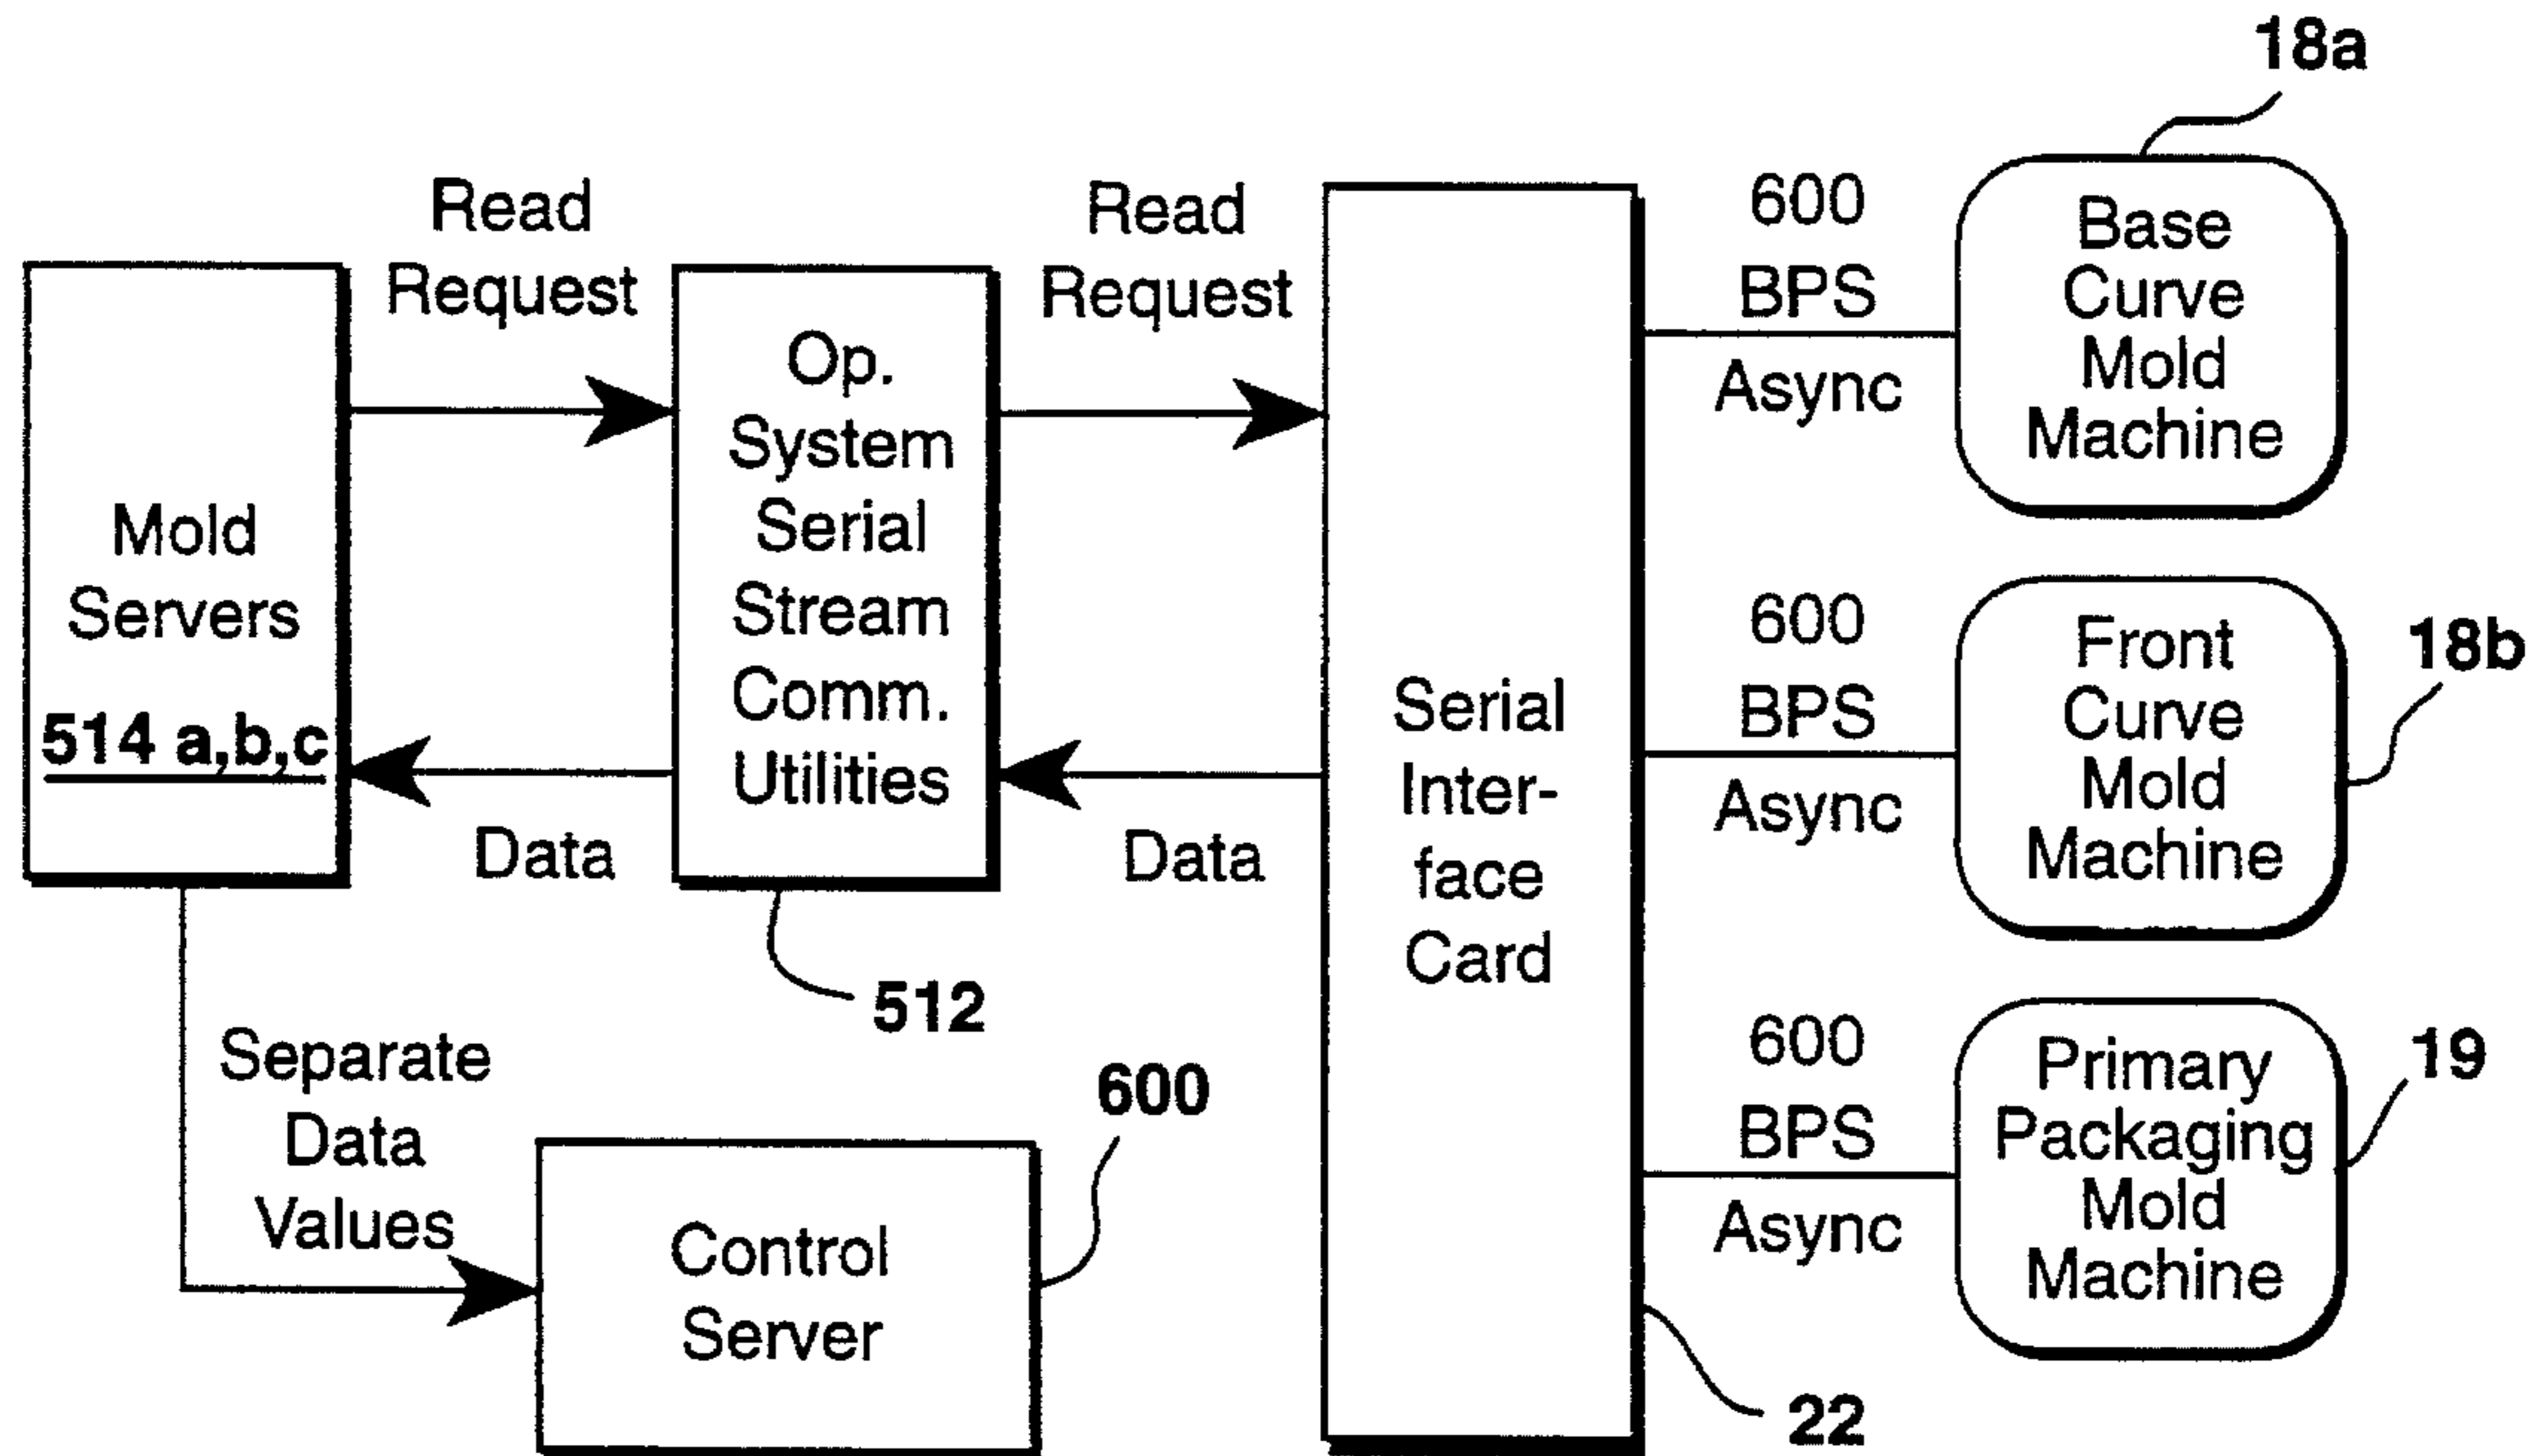 18a
Read
Request
Read
Request
600
BPS
Async
Base
Curve
Mold
Machine
Mold
Servers
514 a,b,c
Op.
System
Serial
Stream
Comm.
Utilities
Data
Data
Serial
Inter-
face
Card
600
BPS
Async
Front
Curve
Mold
Machine
18b
512
Separate
Data
Values
600
Control
Server
600
BPS
Async
Primary
Packaging
Mold
Machine
19
22